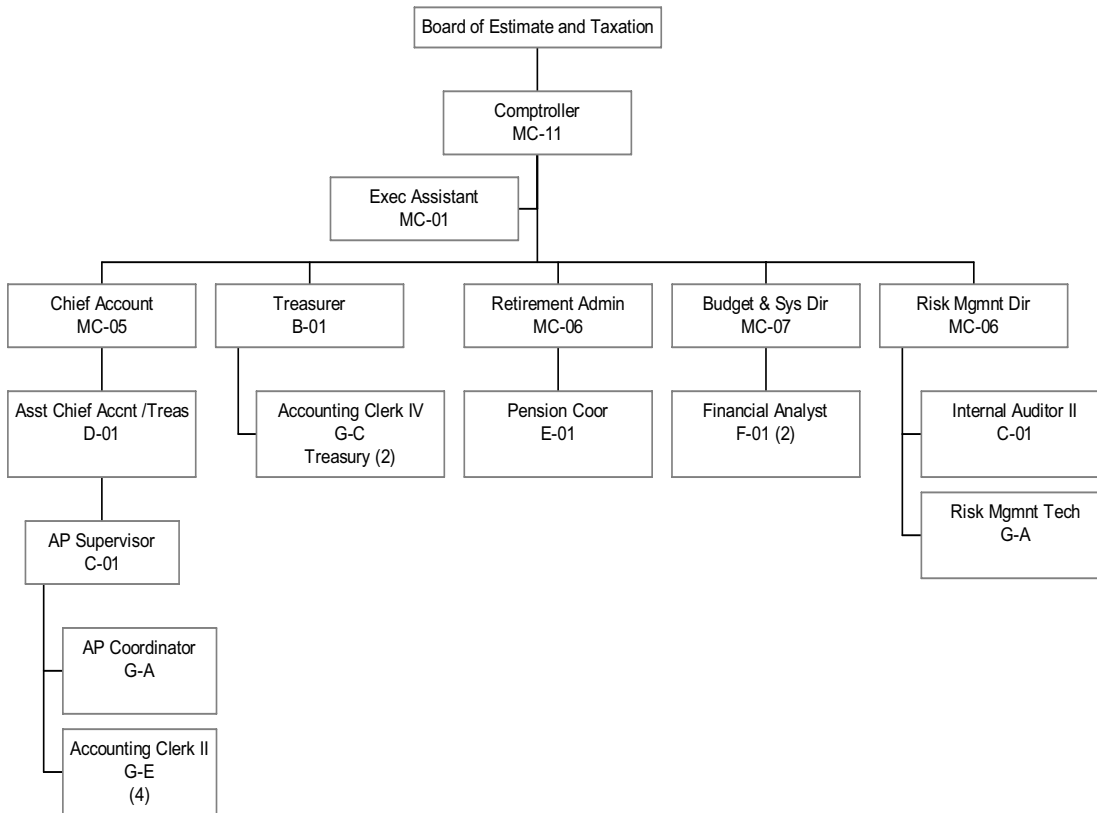 Board of Estimate and Taxation
Comptroller
MC-11
Exec Assistant
MC-01
Chief Account
MC-05
Treasurer
B-01
Retirement Admin
MC-06
Budget & Sys Dir
MC-07
Risk Mgmnt Dir
MC-06
Asst Chief Accnt /Treas
D-01
Accounting Clerk IV
G-C
Treasury (2)
Pension Coor
E-01
Financial Analyst
F-01 (2)
Internal Auditor II
C-01
Risk Mgmnt Tech
G-A
AP Supervisor
C-01
AP Coordinator
G-A
Accounting Clerk II
G-E
(4)